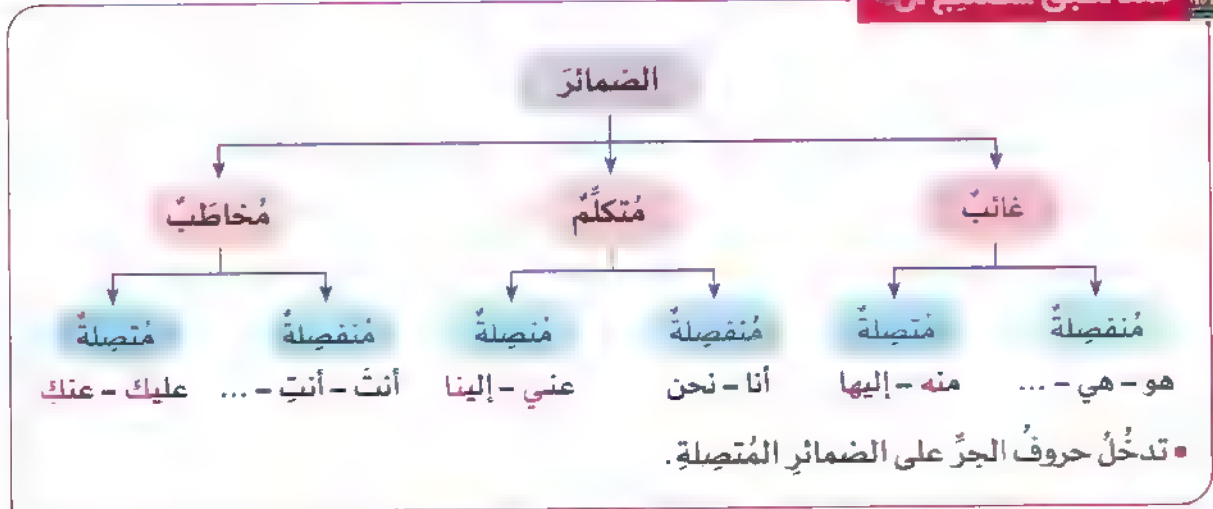 الضمائرَ
غائبٌ مُتكلِّمٌ مُخاطَبٌ
مُنفصِلةٌ مُتصِلةٌ مُنفصِلةٌ مُتصِلةٌ مُنفصِلةٌ مُتصِلةٌ
هو - هي - ... منه - إليها أنا - نحن عني - إلينا أنتَ - أنتِ - ... عليك - عنكِ
▪ تدخُلُ حروفُ الجرِّ على الضمائرِ المُتصِلةِ.